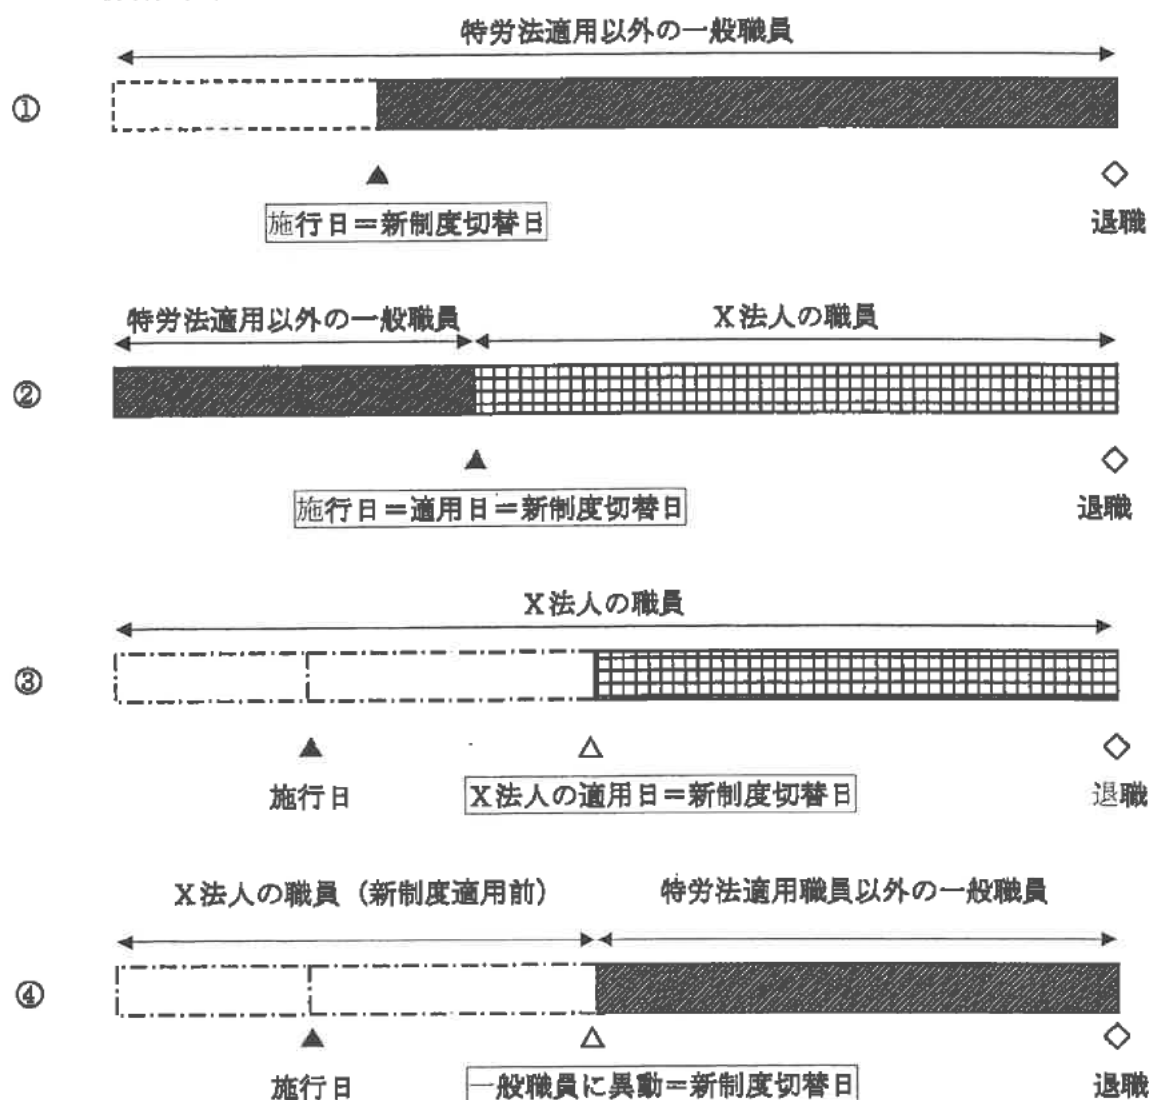 特労法適用以外の一般職員
①
施行日＝新制度切替日
退職
特労法適用以外の一般職員
X法人の職員
②
施行日＝適用日＝新制度切替日
退職
X法人の職員
③
施行日
X法人の適用日＝新制度切替日
退職
X法人の職員（新制度適用前）
特労法適用職員以外の一般職員
④
施行日
一般職員に異動＝新制度切替日
退職